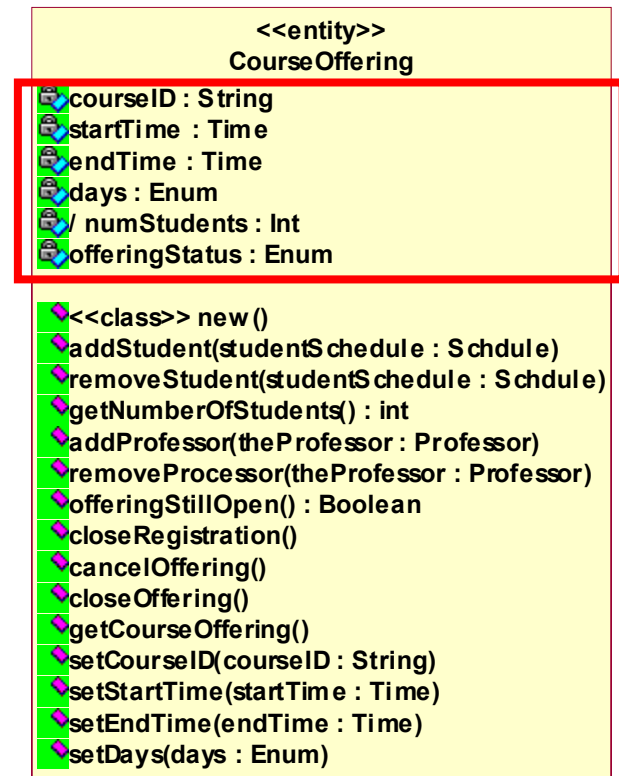 <<entity>>
CourseOffering
courseID : String
startTime : Time
endTime : Time
days : Enum
/ numStudents : Int
offeringStatus : Enum
<<class>> new()
addStudent(studentSchedule : Schdule)
removeStudent(studentSchedule : Schdule)
getNumberOfStudents() : int
addProfessor(theProfessor : Professor)
removeProcessor(theProfessor : Professor)
offeringStillOpen() : Boolean
closeRegistration()
cancelOffering()
closeOffering()
getCourseOffering()
setCourseID(courseID : String)
setStartTime(startTime : Time)
setEndTime(endTime : Time)
setDays(days : Enum)